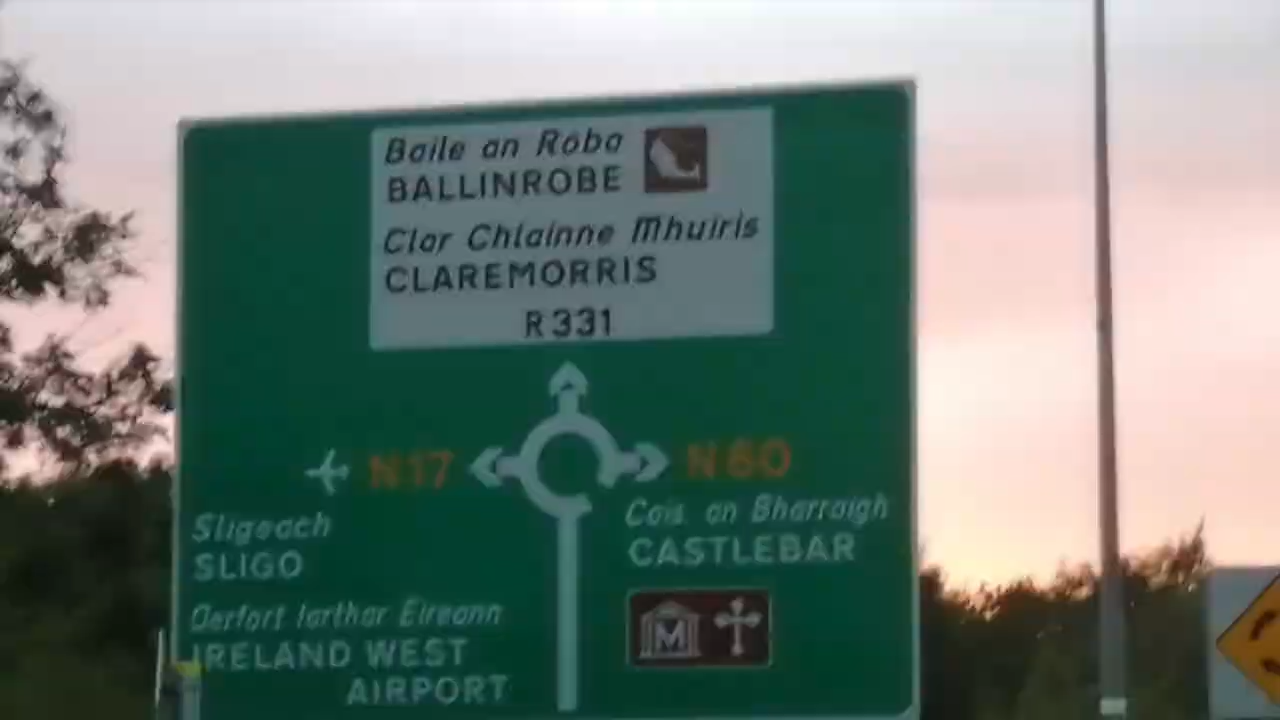 Baile an Róba
BALLINROBE
Clár Chlainne Mhuiris
CLAREMORRIS
R331
N17
N60
Sligeach
SLIGO
Cais. an Bharraigh
CASTLEBAR
M
Aerfort Iarthar Éireann
IRELAND WEST
AIRPORT